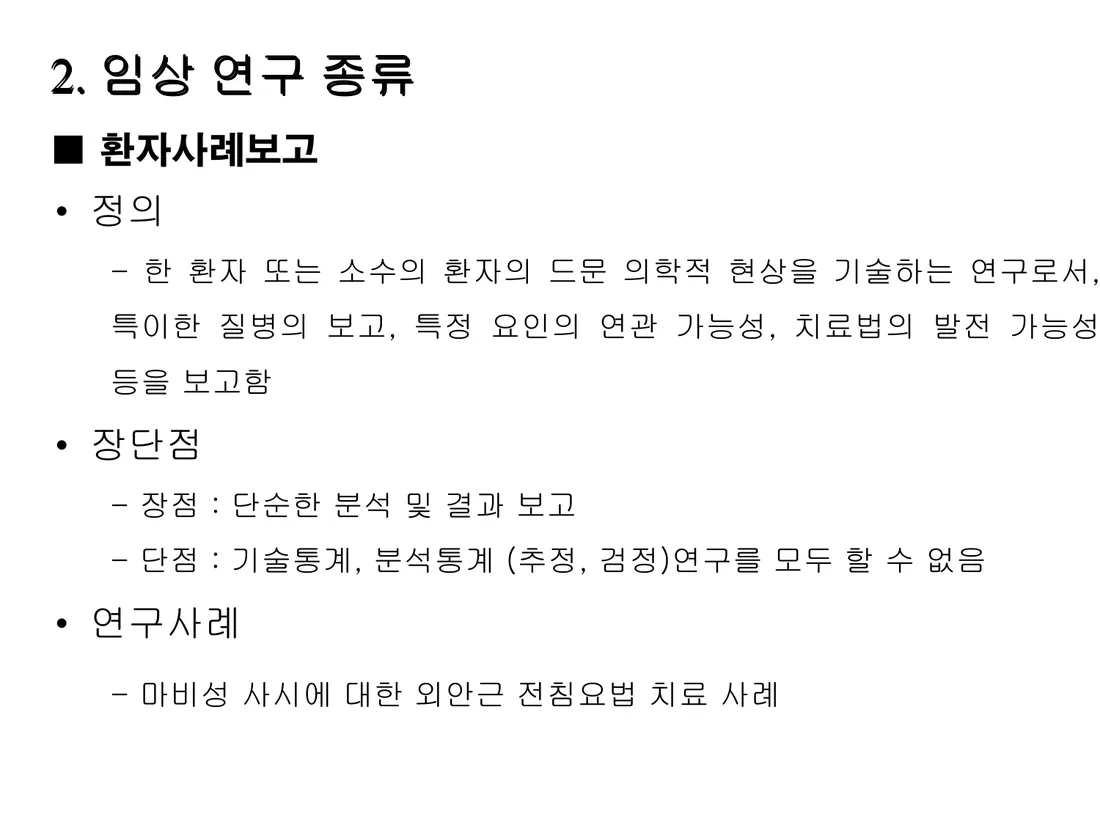 2. 임상 연구 종류
■ 환자사례보고
• 정의
– 한 환자 또는 소수의 환자의 드문 의학적 현상을 기술하는 연구로서,
특이한 질병의 보고, 특정 요인의 연관 가능성, 치료법의 발전 가능성
등을 보고함
• 장단점
– 장점 : 단순한 분석 및 결과 보고
– 단점 : 기술통계, 분석통계 (추정, 검정)연구를 모두 할 수 없음
• 연구사례
– 마비성 사시에 대한 외안근 전침요법 치료 사례